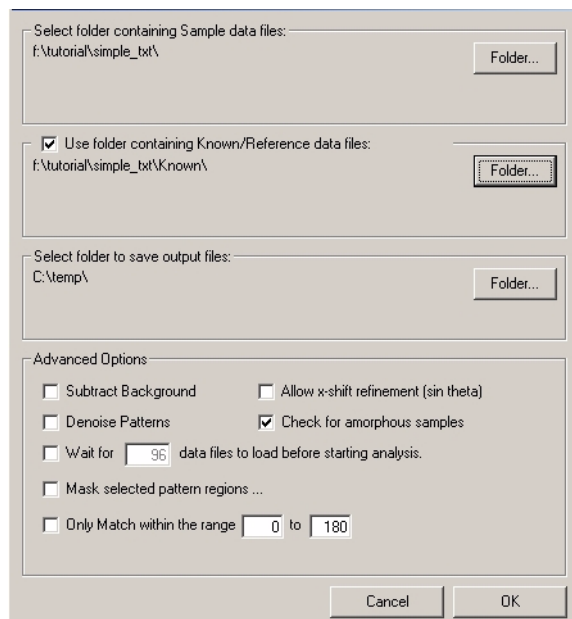 Select folder containing Sample data files:
f:\tutorial\simple_txt\
Folder...
Use folder containing Known/Reference data files:
f:\tutorial\simple_txt\Known\
Folder...
Select folder to save output files:
C:\temp\
Folder...
Advanced Options
Subtract Background
Allow x-shift refinement (sin theta)
Denoise Patterns
Check for amorphous samples
Wait for 96 data files to load before starting analysis.
Mask selected pattern regions ...
Only Match within the range 0 to 180
Cancel
OK